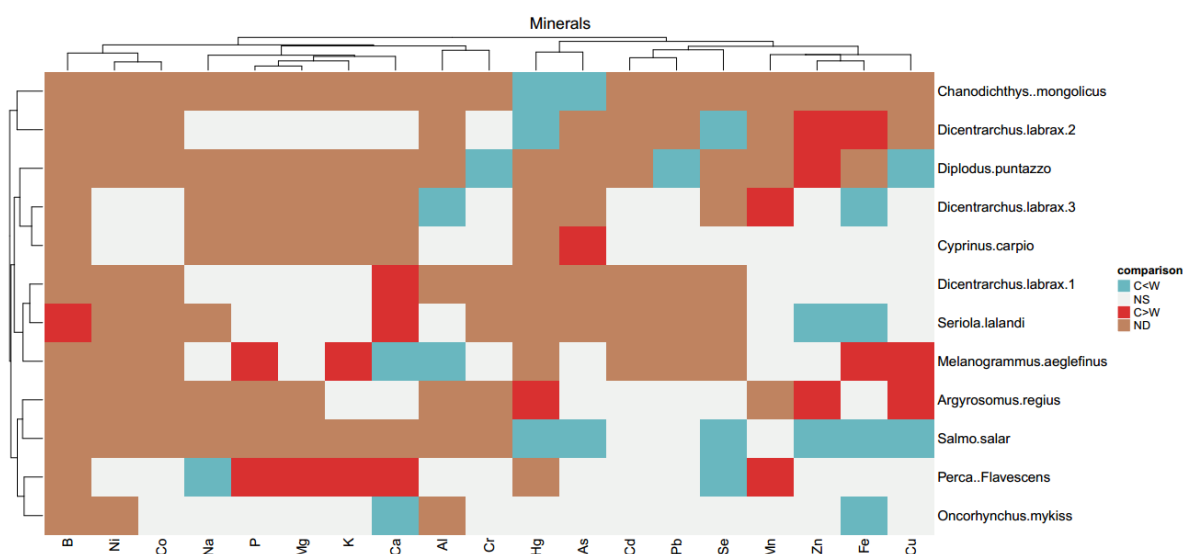 Minerals
Chanodichthys..mongolicus
Dicentrarchus.labrax.2
Diplodus.puntazzo
Dicentrarchus.labrax.3
Cyprinus.carpio
Dicentrarchus.labrax.1
Seriola.lalandi
Melanogrammus.aeglefinus
Argyrosomus.regius
Salmo.salar
Perca..Flavescens
Oncorhynchus.mykiss
comparison
C<W
NS
C>W
ND
B Ni Co Na P Mg K Ca Al Cr Hg As Cd Pb Se Mn Zn Fe Cu